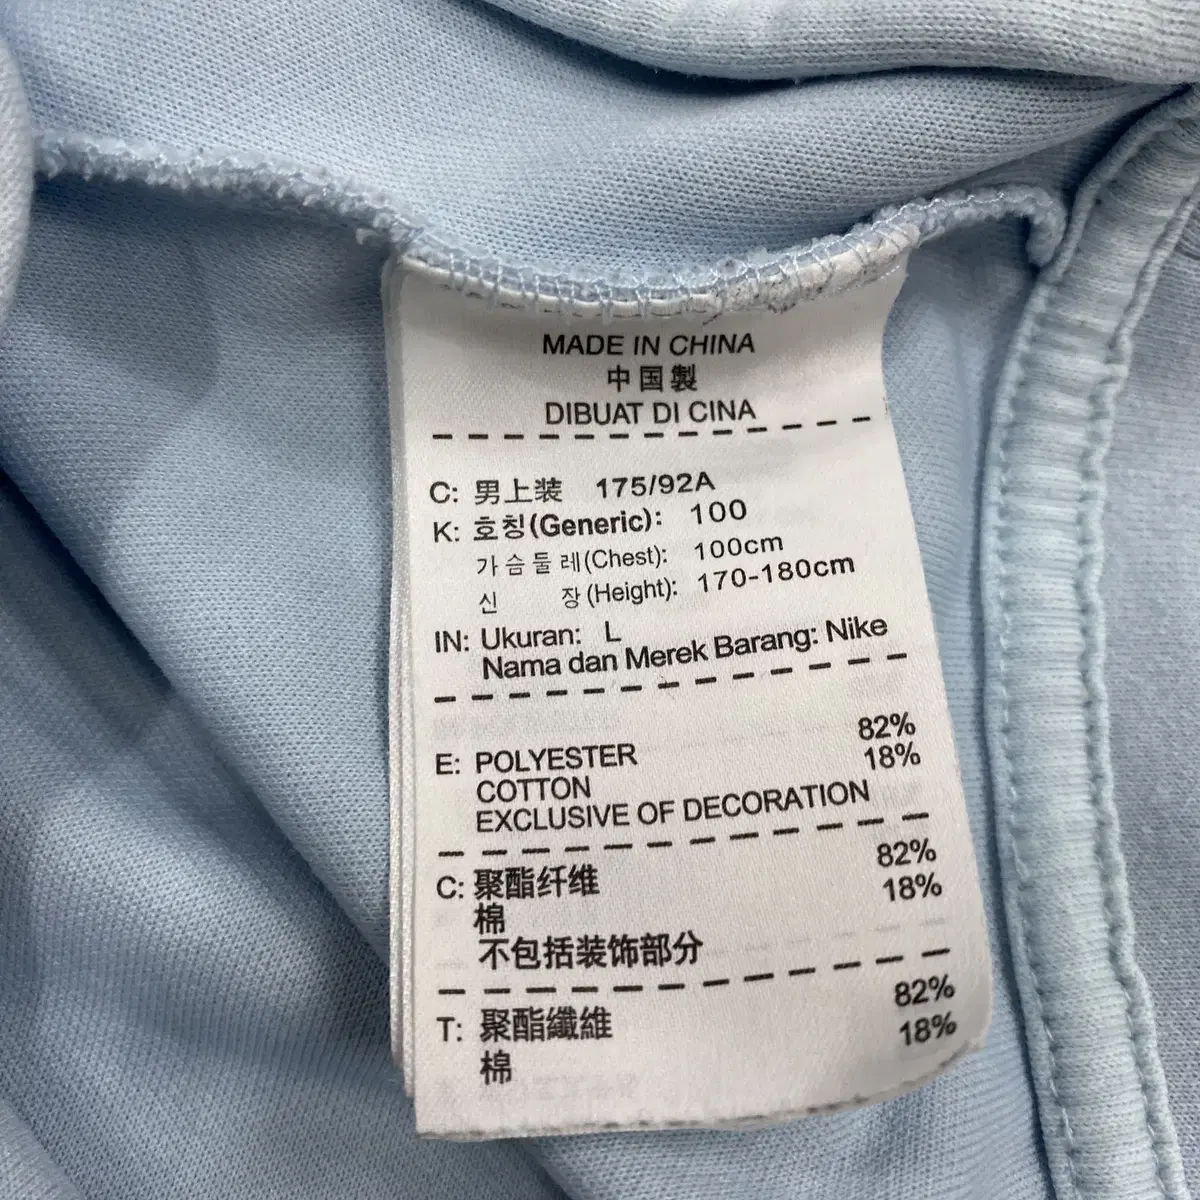 MADE IN CHINA
中国製
DIBUAT DI CINA
C: 男上装 175/92A
K: 호칭(Generic): 100
가슴둘레(Chest): 100cm
신 장(Height): 170-180cm
IN: Ukuran: L
Nama dan Merek Barang: Nike
E: POLYESTER 82%
COTTON 18%
EXCLUSIVE OF DECORATION
C: 聚酯纤维 82%
棉 18%
不包括装饰部分
T: 聚酯纖維 82%
棉 18%